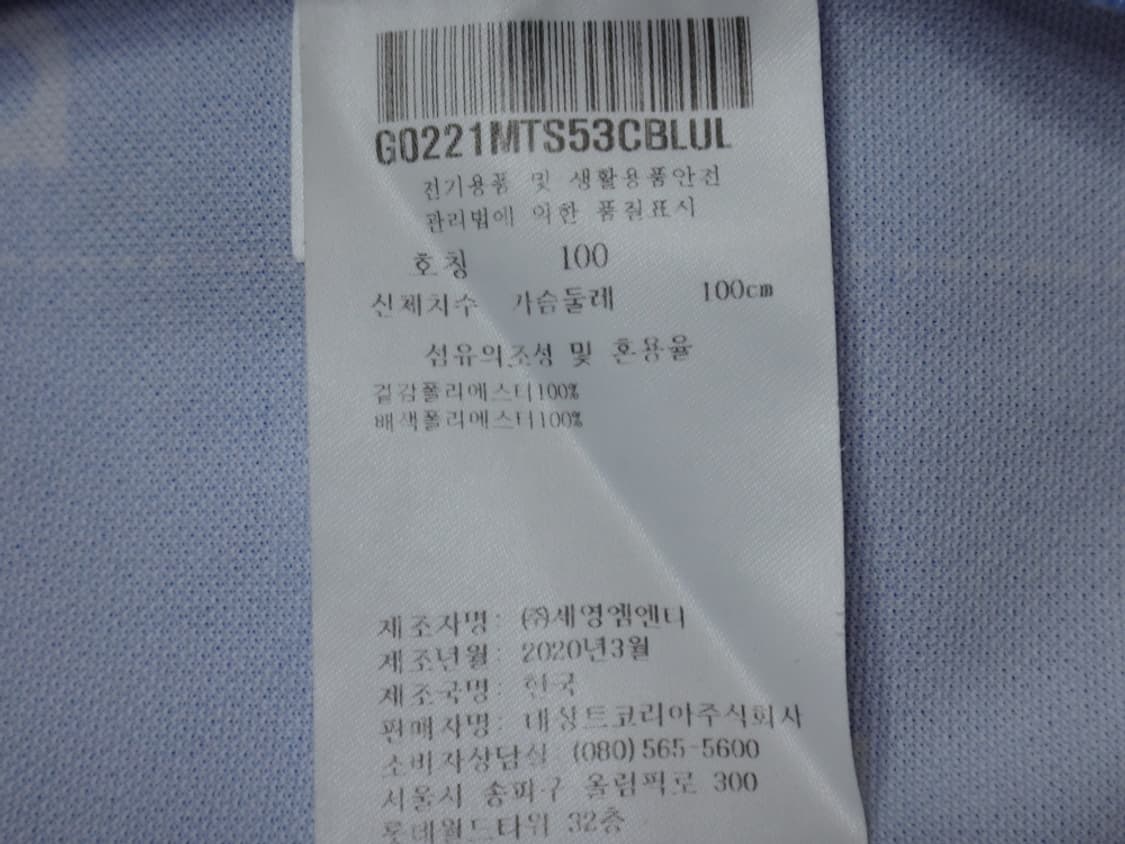 G0221MTS53CBLUL
전기용품 및 생활용품안전
관리법에 의한 품질표시
호칭 100
신체치수 가슴둘레 100cm
섬유의조성 및 혼용율
겉감폴리에스터100%
배색폴리에스터100%
제조자명: ㈜세영엠엔디
제조년월: 2020년3월
제조국명: 한국
판매자명: 데상트코리아주식회사
소비자상담실 (080)565-5600
서울시 송파구 올림픽로 300
롯데월드타워 32층